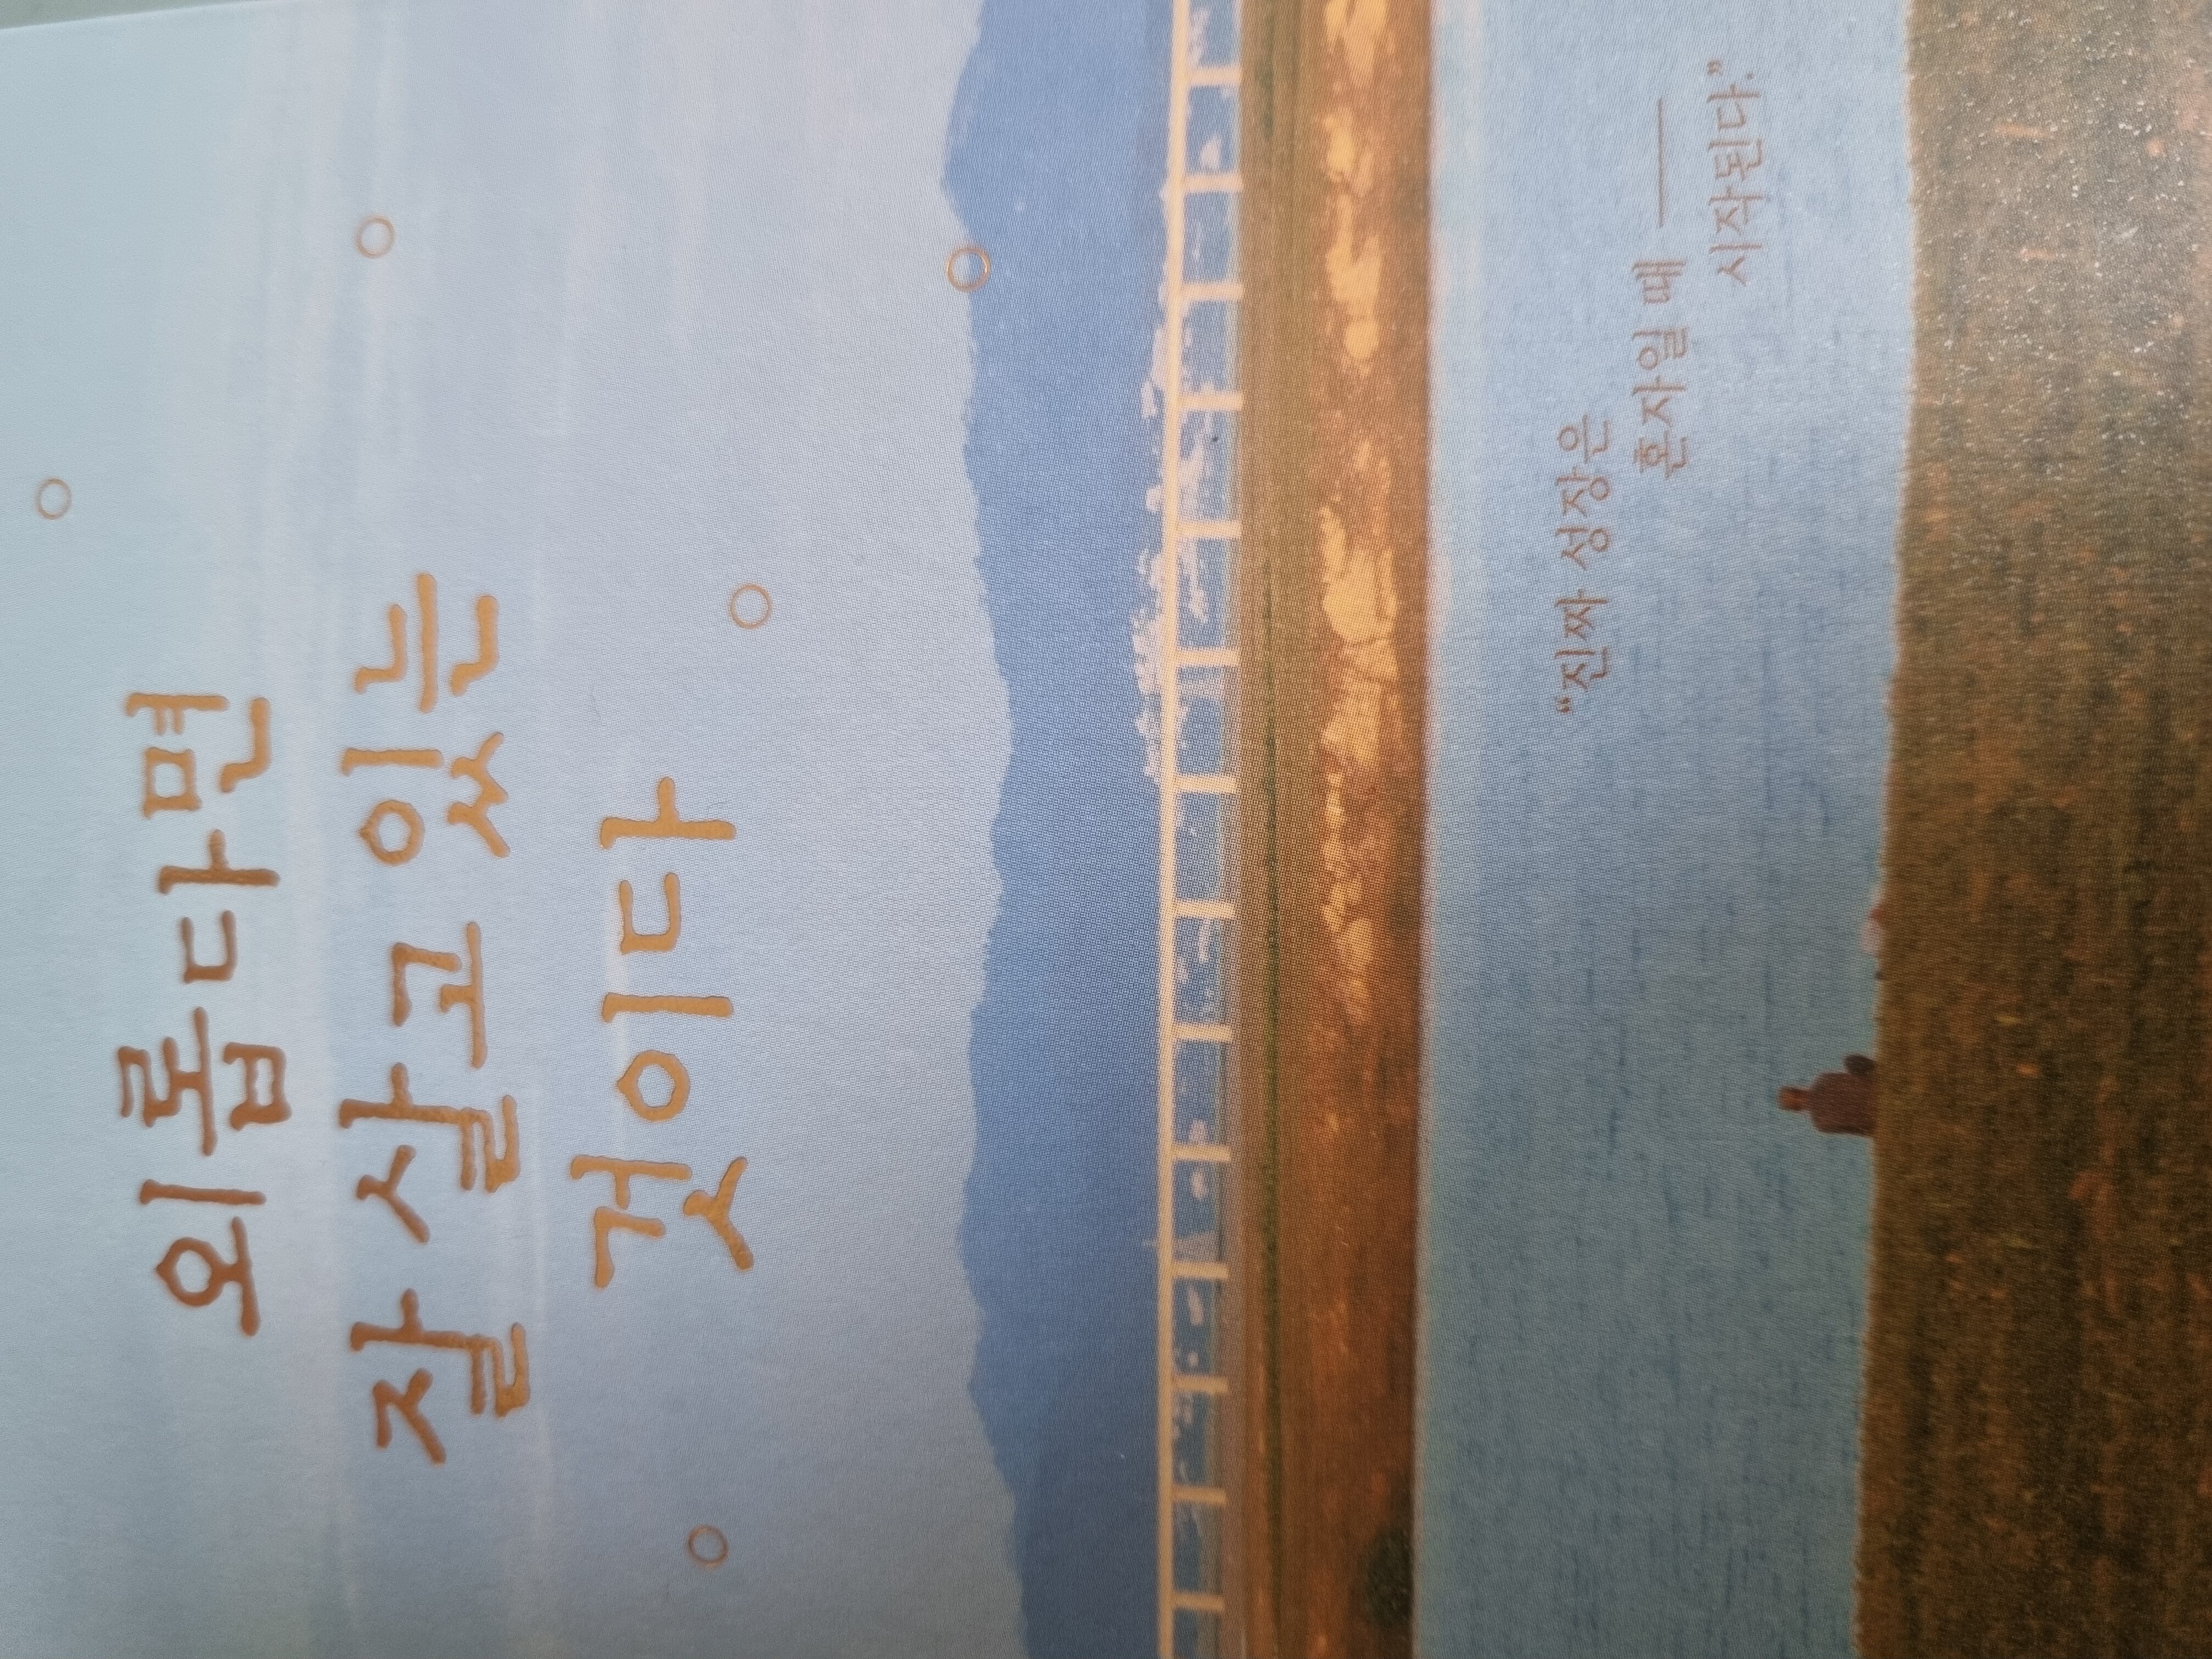 외롭다면
잘 살고 있는
것이다
“진짜 성장은
혼자일 때
시작된다.”